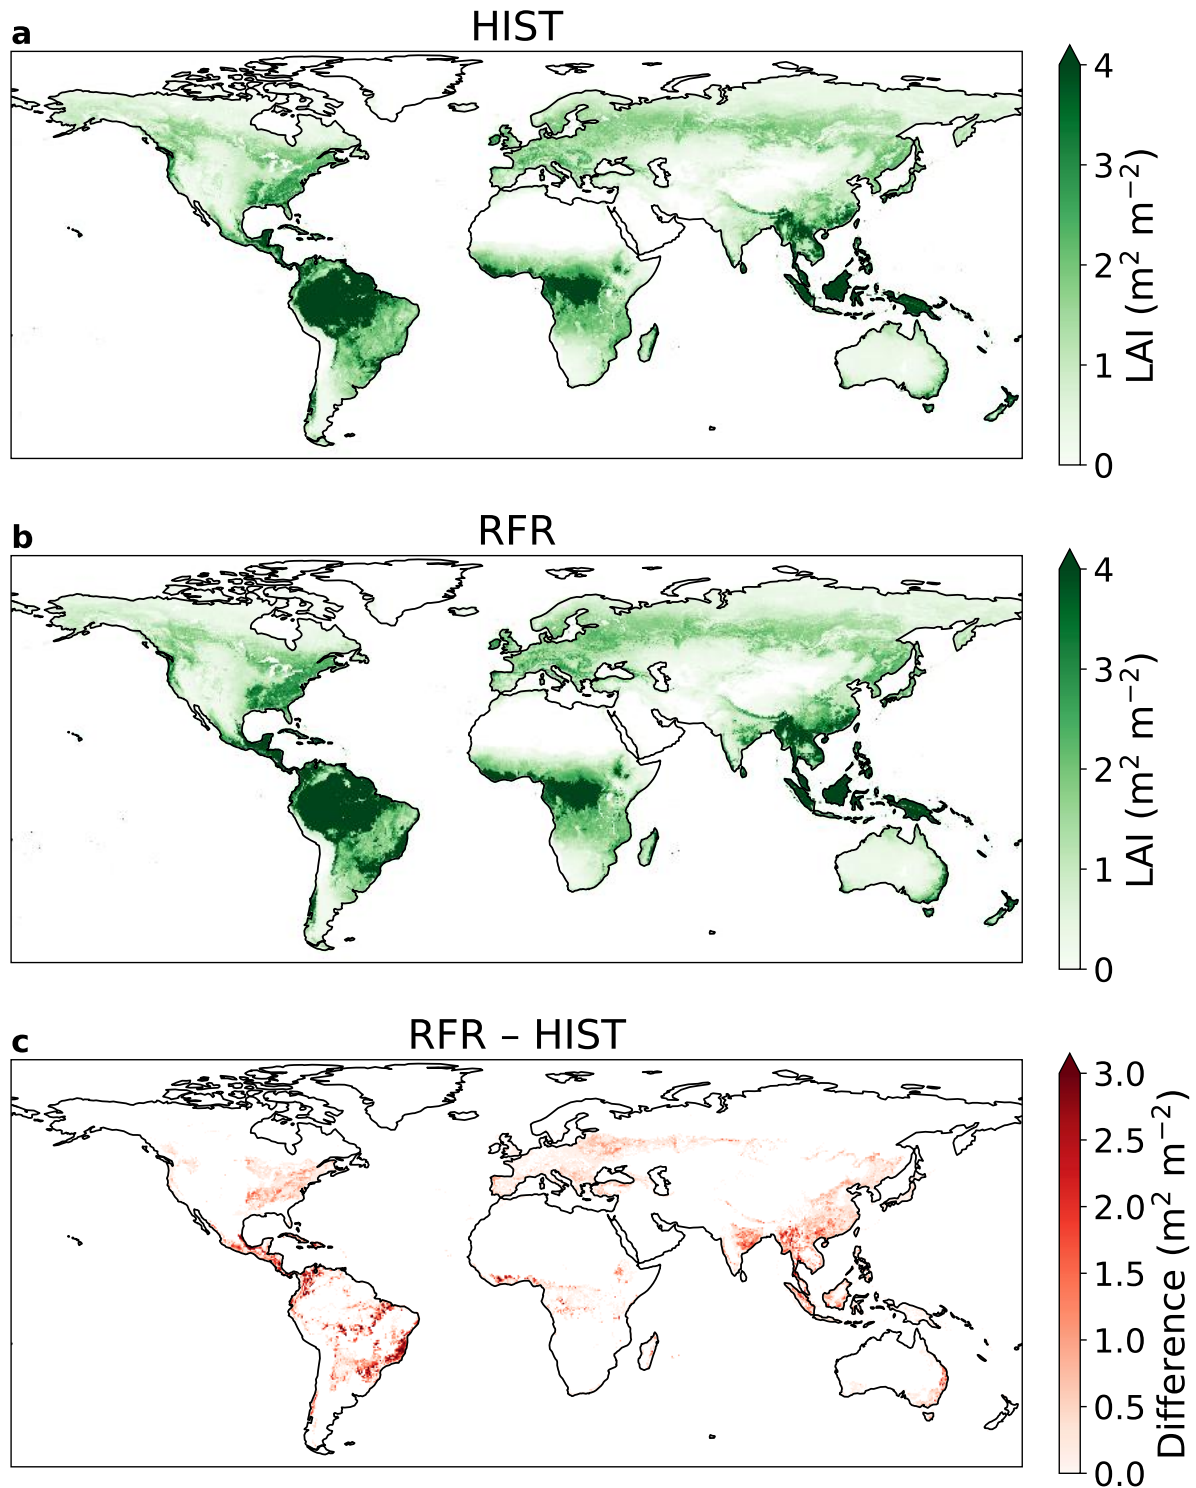 a
HIST
4
3
2
1
0
LAI (m² m⁻²)
b
RFR
4
3
2
1
0
LAI (m² m⁻²)
c
RFR – HIST
3.0
2.5
2.0
1.5
1.0
0.5
0.0
Difference (m² m⁻²)